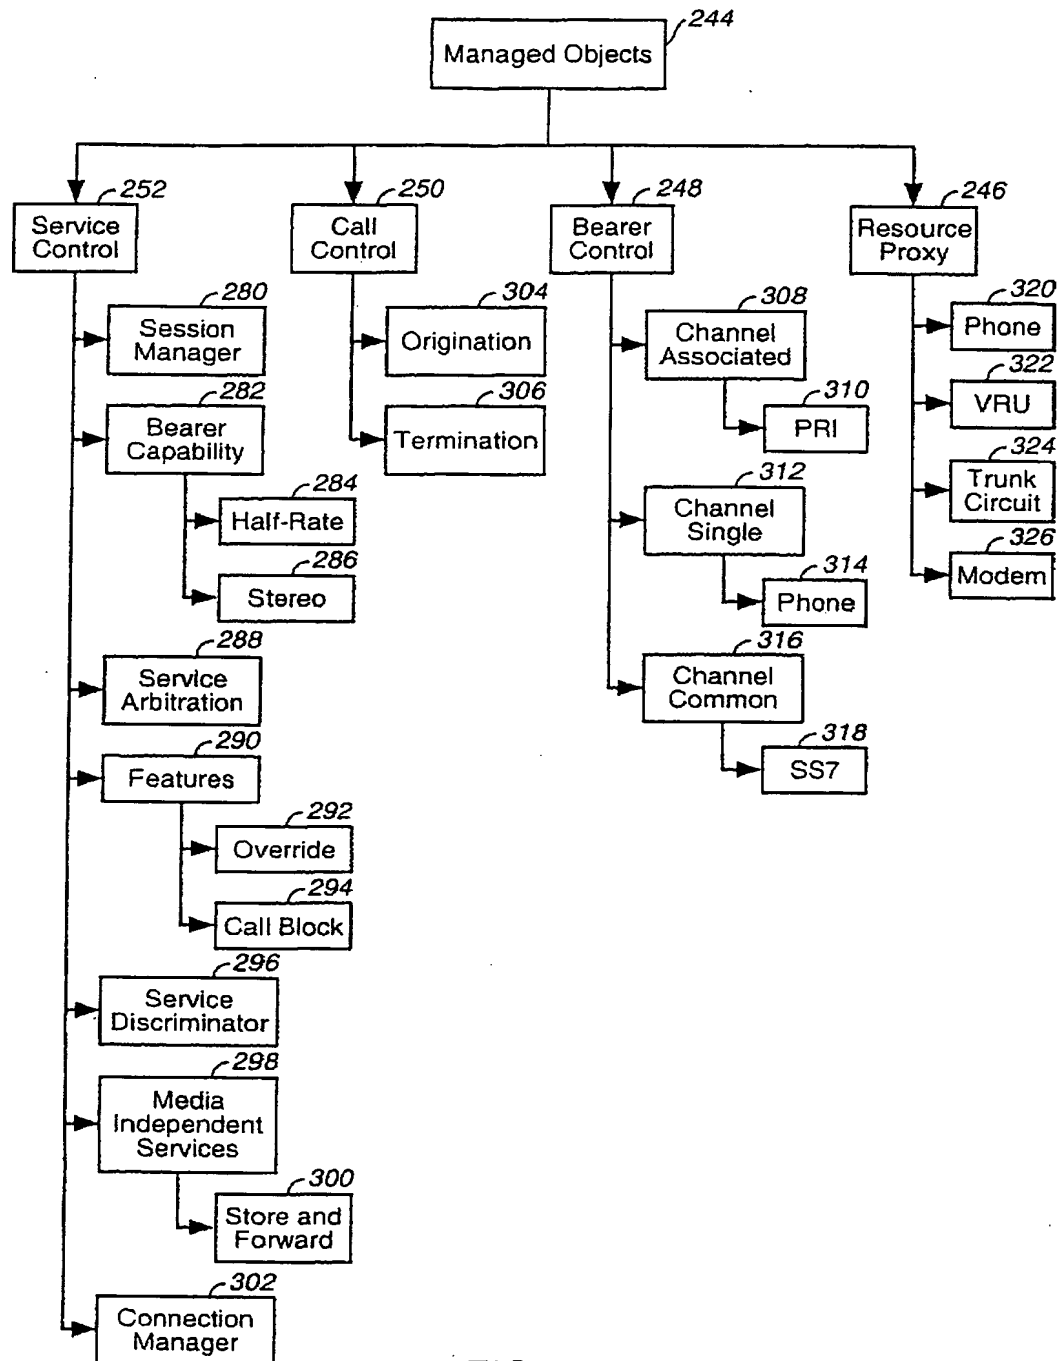 244
Managed Objects
252
Service
Control
250
Call
Control
248
Bearer
Control
246
Resource
Proxy
280
Session
Manager
282
Bearer
Capability
284
Half-Rate
286
Stereo
288
Service
Arbitration
290
Features
292
Override
294
Call Block
296
Service
Discriminator
298
Media
Independent
Services
300
Store and
Forward
302
Connection
Manager
304
Origination
306
Termination
308
Channel
Associated
310
PRI
312
Channel
Single
314
Phone
316
Channel
Common
318
SS7
320
Phone
322
VRU
324
Trunk
Circuit
326
Modem